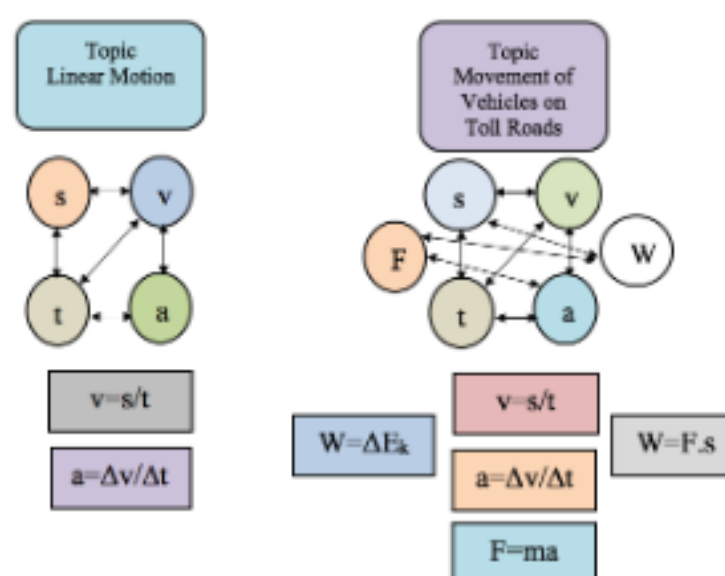 Topic
Linear Motion
s
v
t
a
v=s/t
a=Δv/Δt
Topic
Movement of
Vehicles on
Toll Roads
s
v
F
W
t
a
v=s/t
W=ΔEₖ
W=F.s
a=Δv/Δt
F=ma